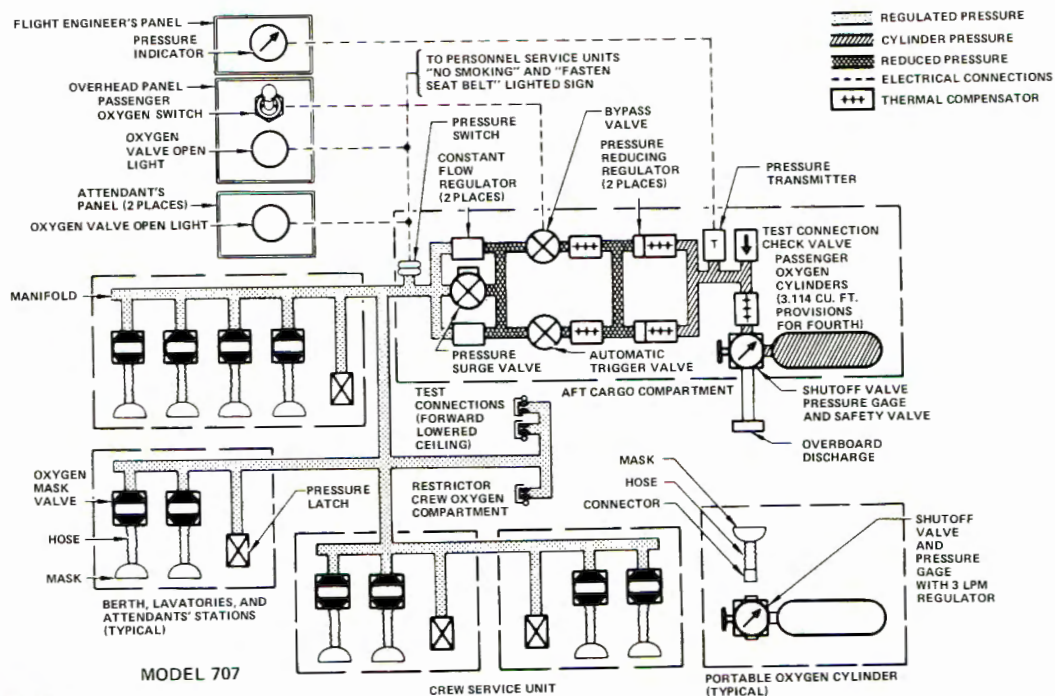 FLIGHT ENGINEER'S PANEL
PRESSURE
INDICATOR
OVERHEAD PANEL
PASSENGER
OXYGEN SWITCH
OXYGEN
VALVE OPEN
LIGHT
ATTENDANT'S
PANEL (2 PLACES)
OXYGEN VALVE OPEN LIGHT
TO PERSONNEL SERVICE UNITS
"NO SMOKING" AND "FASTEN
SEAT BELT" LIGHTED SIGN
REGULATED PRESSURE
CYLINDER PRESSURE
REDUCED PRESSURE
ELECTRICAL CONNECTIONS
THERMAL COMPENSATOR
PRESSURE
SWITCH
CONSTANT
FLOW
REGULATOR
(2 PLACES)
BYPASS
VALVE
PRESSURE
REDUCING
REGULATOR
(2 PLACES)
PRESSURE
TRANSMITTER
T
TEST CONNECTION
CHECK VALVE
PASSENGER
OXYGEN
CYLINDERS
(3.114 CU. FT.
PROVISIONS
FOR FOURTH)
MANIFOLD
PRESSURE
SURGE VALVE
AUTOMATIC
TRIGGER VALVE
AFT CARGO COMPARTMENT
SHUTOFF VALVE
PRESSURE GAGE
AND SAFETY VALVE
OVERBOARD
DISCHARGE
TEST
CONNECTIONS
(FORWARD
LOWERED
CEILING)
RESTRICTOR
CREW OXYGEN
COMPARTMENT
OXYGEN
MASK
VALVE
HOSE
MASK
PRESSURE
LATCH
BERTH, LAVATORIES, AND
ATTENDANTS' STATIONS
(TYPICAL)
MASK
HOSE
CONNECTOR
SHUTOFF
VALVE
AND
PRESSURE
GAGE
WITH 3 LPM
REGULATOR
MODEL 707
CREW SERVICE UNIT
PORTABLE OXYGEN CYLINDER
(TYPICAL)